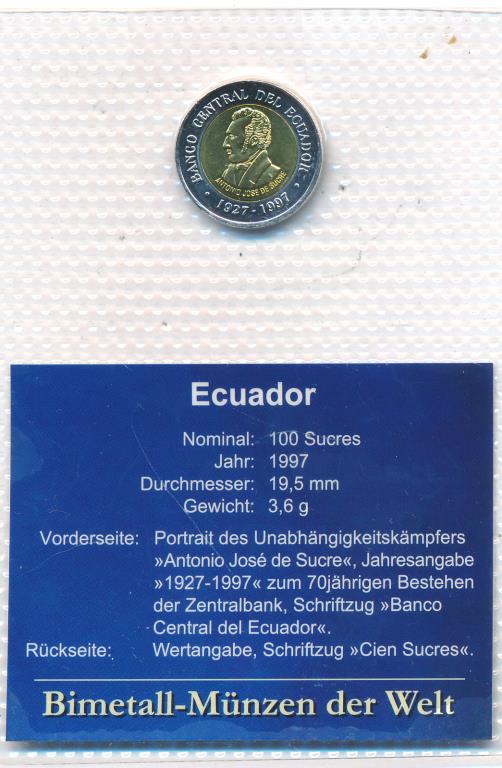 BANCO CENTRAL DEL ECUADOR
ANTONIO JOSE DE SUCRE
1927-1997
Ecuador
Nominal: 100 Sucres
Jahr: 1997
Durchmesser: 19,5 mm
Gewicht: 3,6 g
Vorderseite: Portrait des Unabhängigkeitskämpfers
»Antonio José de Sucre«, Jahresangabe
»1927-1997« zum 70jährigen Bestehen
der Zentralbank, Schriftzug »Banco
Central del Ecuador«.
Rückseite: Wertangabe, Schriftzug »Cien Sucres«.
Bimetall-Münzen der Welt